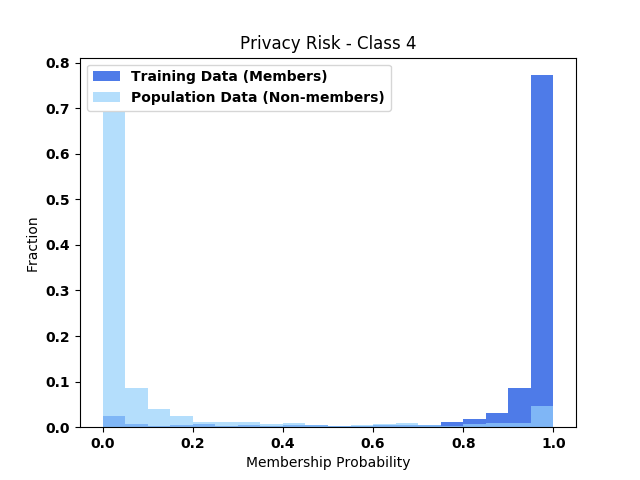 Privacy Risk - Class 4
Training Data (Members)
Population Data (Non-members)
Fraction
0.8
0.7
0.6
0.5
0.4
0.3
0.2
0.1
0.0
0.0 0.2 0.4 0.6 0.8 1.0
Membership Probability